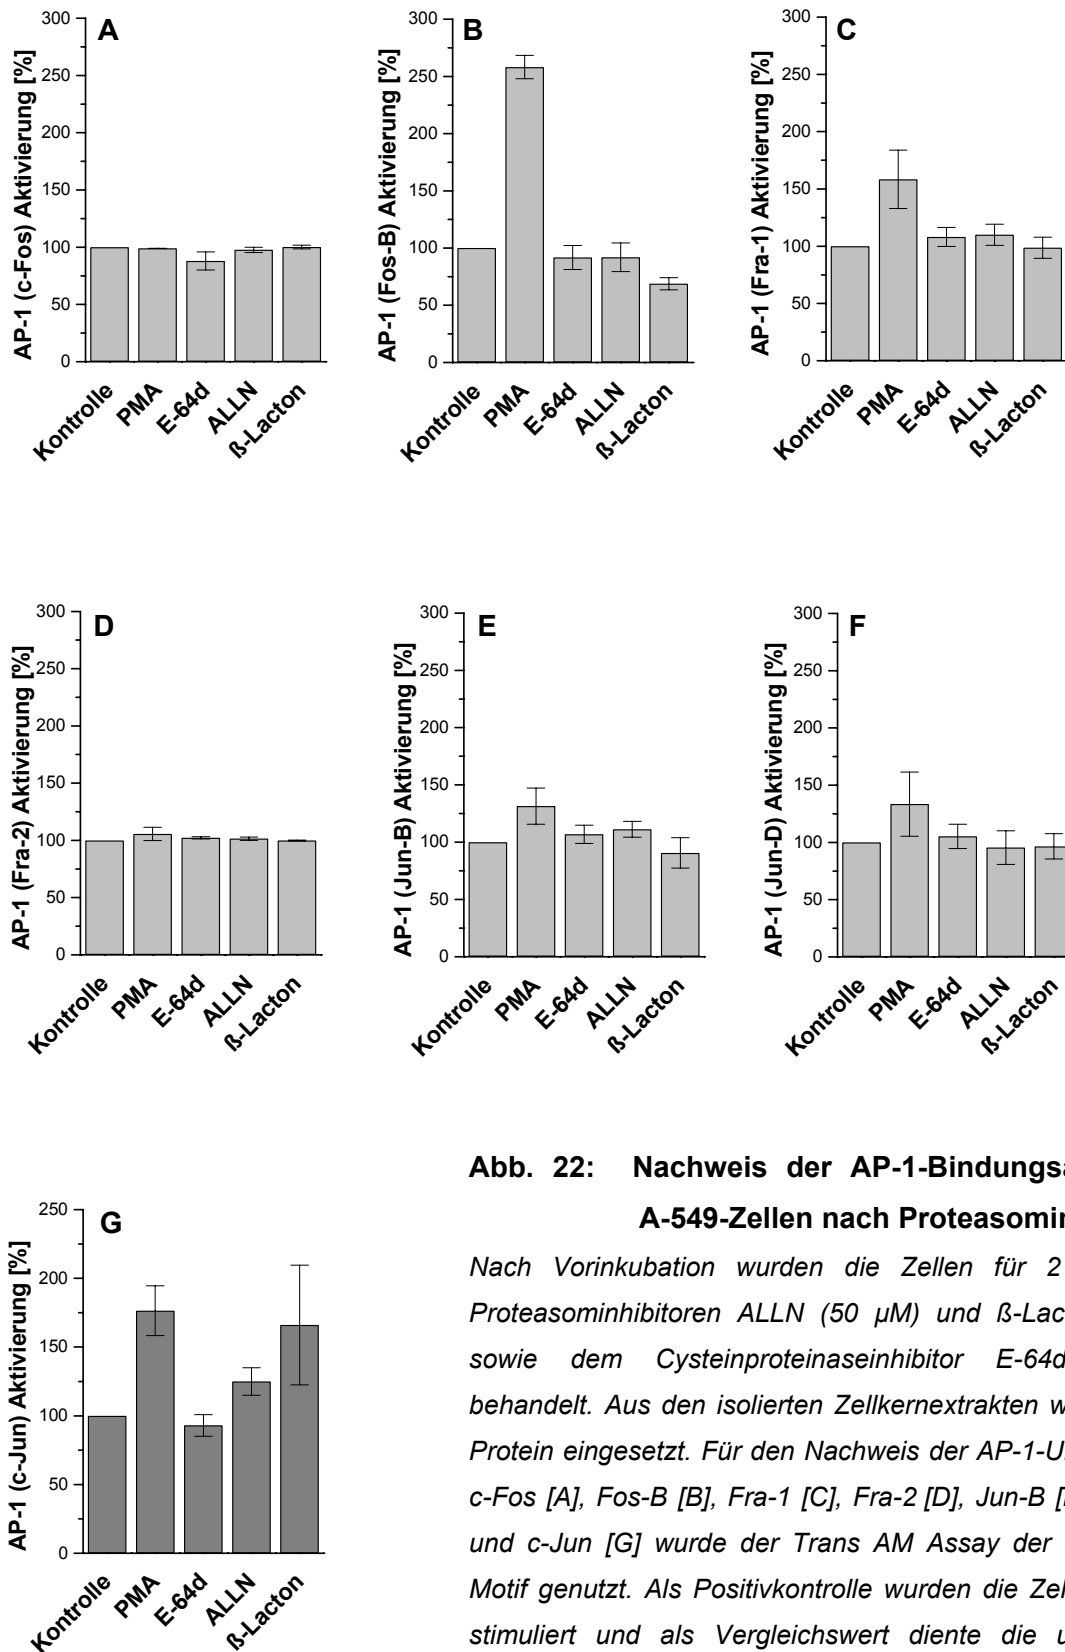 A
AP-1 (c-Fos) Aktivierung [%]
300
250
200
150
100
50
0
Kontrolle
PMA
E-64d
ALLN
ß-Lacton
B
AP-1 (Fos-B) Aktivierung [%]
300
250
200
150
100
50
0
Kontrolle
PMA
E-64d
ALLN
ß-Lacton
C
AP-1 (Fra-1) Aktivierung [%]
300
250
200
150
100
50
0
Kontrolle
PMA
E-64d
ALLN
ß-Lacton
D
AP-1 (Fra-2) Aktivierung [%]
300
250
200
150
100
50
0
Kontrolle
PMA
E-64d
ALLN
ß-Lacton
E
AP-1 (Jun-B) Aktivierung [%]
300
250
200
150
100
50
0
Kontrolle
PMA
E-64d
ALLN
ß-Lacton
F
AP-1 (Jun-D) Aktivierung [%]
300
250
200
150
100
50
0
Kontrolle
PMA
E-64d
ALLN
ß-Lacton
G
AP-1 (c-Jun) Aktivierung [%]
250
200
150
100
50
0
Kontrolle
PMA
E-64d
ALLN
ß-Lacton
Abb. 22: Nachweis der AP-1-Bindungsa
A-549-Zellen nach Proteasomin
Nach Vorinkubation wurden die Zellen für 2
Proteasominhibitoren ALLN (50 µM) und ß-Lac
sowie dem Cysteinproteinaseinhibitor E-64d
behandelt. Aus den isolierten Zellkernextrakten w
Protein eingesetzt. Für den Nachweis der AP-1-U
c-Fos [A], Fos-B [B], Fra-1 [C], Fra-2 [D], Jun-B [
und c-Jun [G] wurde der Trans AM Assay der
Motif genutzt. Als Positivkontrolle wurden die Zel
stimuliert und als Vergleichswert diente die u